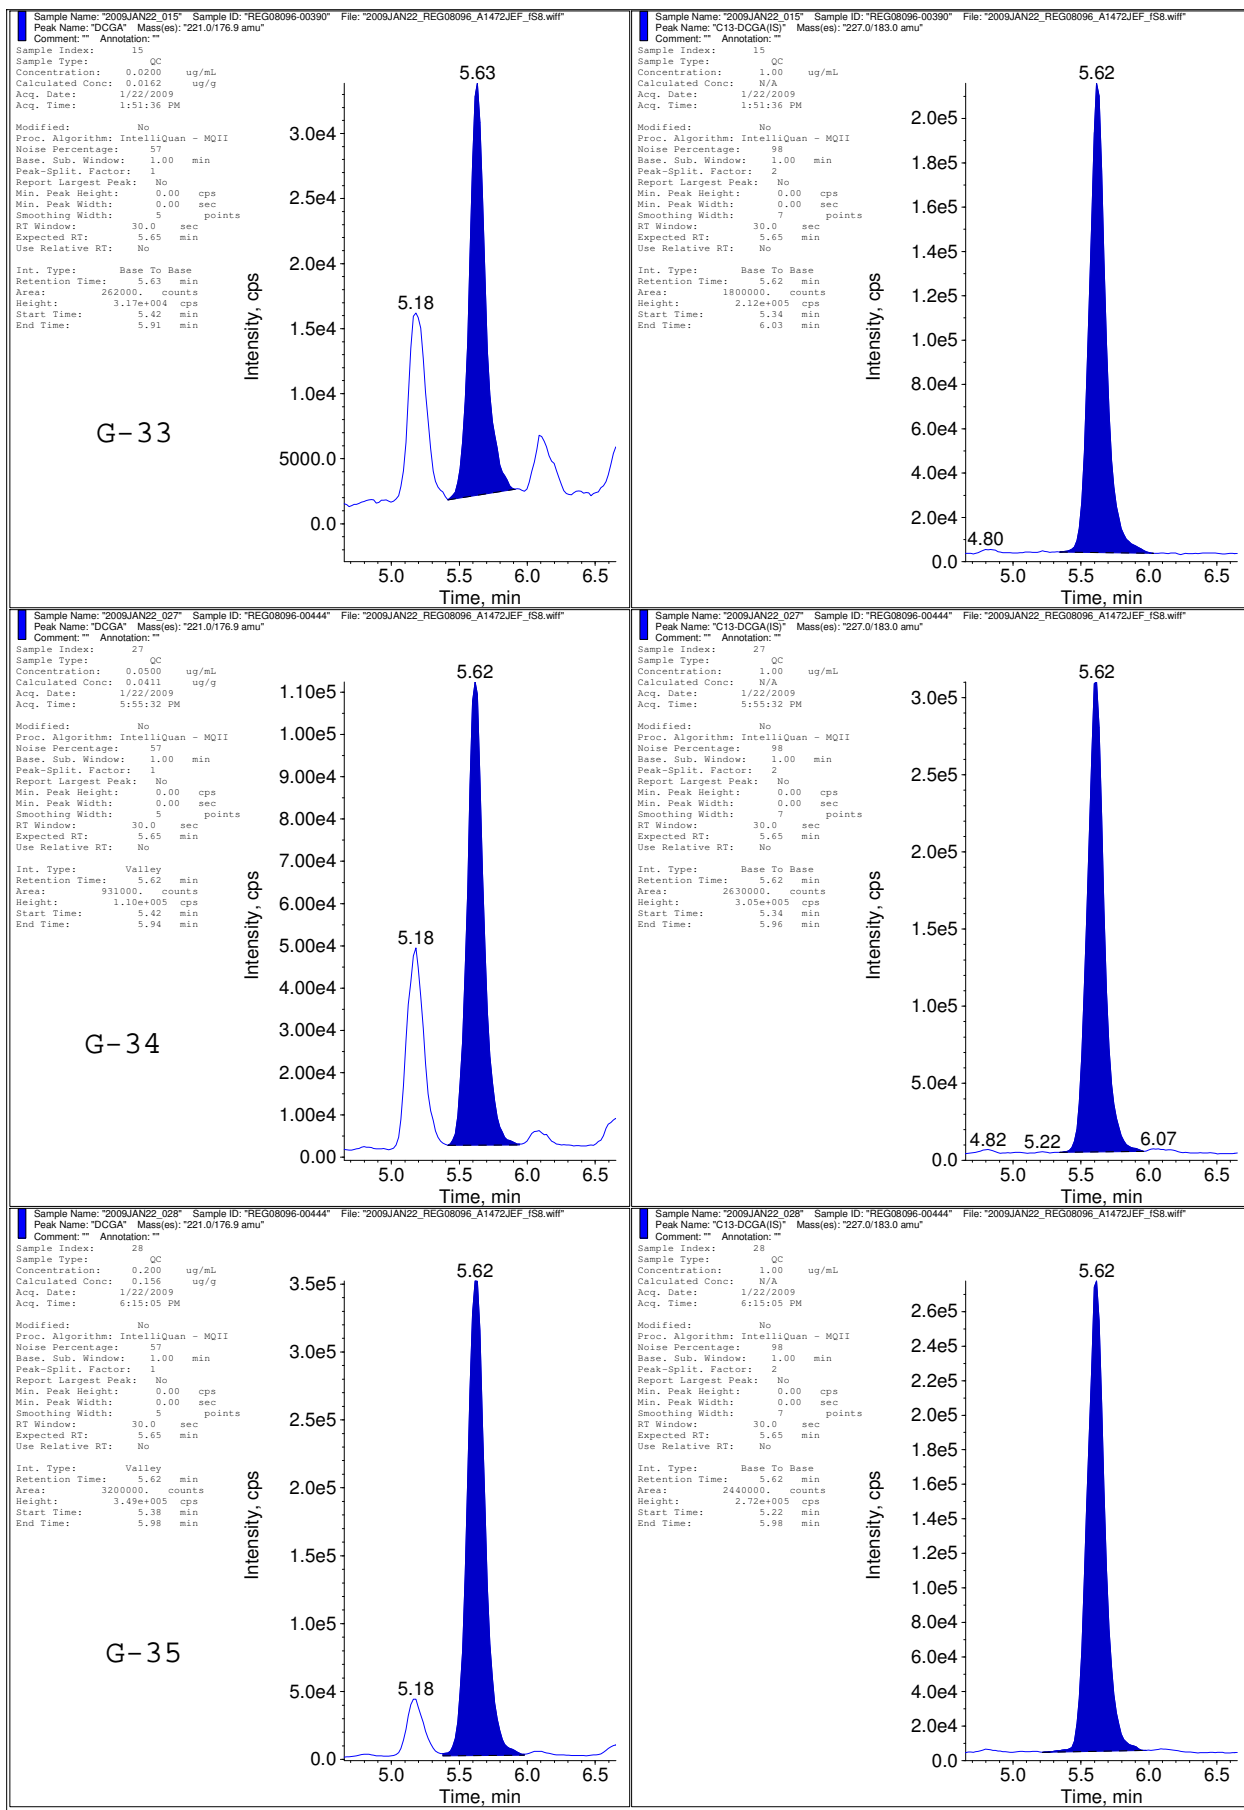 Sample Name: "2009JAN22_015" Sample ID: "REG08096-00390" File: "2009JAN22_REG08096_A1472JEF_fS8.wiff"
Peak Name: "DCGA" Mass(es): "221.0/176.9 amu"
Comment: "" Annotation: ""
Sample Index: 15
Sample Type: QC
Concentration: 0.0200 ug/mL
Calculated Conc: 0.0162 ug/g
Acq. Date: 1/22/2009
Acq. Time: 1:51:36 PM
Modified: No
Proc. Algorithm: IntelliQuan - MQII
Noise Percentage: 57
Base. Sub. Window: 1.00 min
Peak-Split. Factor: 1
Report Largest Peak: No
Min. Peak Height: 0.00 cps
Min. Peak Width: 0.00 sec
Smoothing Width: 5 points
RT Window: 30.0 sec
Expected RT: 5.65 min
Use Relative RT: No
Int. Type: Base To Base
Retention Time: 5.63 min
Area: 262000. counts
Height: 3.17e+004 cps
Start Time: 5.42 min
End Time: 5.91 min
G-33
Intensity, cps
3.0e4
2.5e4
2.0e4
1.5e4
1.0e4
5000.0
0.0
5.63
5.18
5.0 5.5 6.0 6.5
Time, min
Sample Name: "2009JAN22_015" Sample ID: "REG08096-00390" File: "2009JAN22_REG08096_A1472JEF_fS8.wiff"
Peak Name: "C13-DCGA(IS)" Mass(es): "227.0/183.0 amu"
Comment: "" Annotation: ""
Sample Index: 15
Sample Type: QC
Concentration: 1.00 ug/mL
Calculated Conc: N/A
Acq. Date: 1/22/2009
Acq. Time: 1:51:36 PM
Modified: No
Proc. Algorithm: IntelliQuan - MQII
Noise Percentage: 98
Base. Sub. Window: 1.00 min
Peak-Split. Factor: 2
Report Largest Peak: No
Min. Peak Height: 0.00 cps
Min. Peak Width: 0.00 sec
Smoothing Width: 7 points
RT Window: 30.0 sec
Expected RT: 5.65 min
Use Relative RT: No
Int. Type: Base To Base
Retention Time: 5.62 min
Area: 1800000. counts
Height: 2.12e+005 cps
Start Time: 5.34 min
End Time: 6.03 min
Intensity, cps
2.0e5
1.8e5
1.6e5
1.4e5
1.2e5
1.0e5
8.0e4
6.0e4
4.0e4
2.0e4
0.0
5.62
4.80
5.0 5.5 6.0 6.5
Time, min
Sample Name: "2009JAN22_027" Sample ID: "REG08096-00444" File: "2009JAN22_REG08096_A1472JEF_fS8.wiff"
Peak Name: "DCGA" Mass(es): "221.0/176.9 amu"
Comment: "" Annotation: ""
Sample Index: 27
Sample Type: QC
Concentration: 0.0500 ug/mL
Calculated Conc: 0.0411 ug/g
Acq. Date: 1/22/2009
Acq. Time: 5:55:32 PM
Modified: No
Proc. Algorithm: IntelliQuan - MQII
Noise Percentage: 57
Base. Sub. Window: 1.00 min
Peak-Split. Factor: 1
Report Largest Peak: No
Min. Peak Height: 0.00 cps
Min. Peak Width: 0.00 sec
Smoothing Width: 5 points
RT Window: 30.0 sec
Expected RT: 5.65 min
Use Relative RT: No
Int. Type: Valley
Retention Time: 5.62 min
Area: 931000. counts
Height: 1.10e+005 cps
Start Time: 5.42 min
End Time: 5.94 min
G-34
Intensity, cps
1.10e5
1.00e5
9.00e4
8.00e4
7.00e4
6.00e4
5.00e4
4.00e4
3.00e4
2.00e4
1.00e4
0.00
5.62
5.18
5.0 5.5 6.0 6.5
Time, min
Sample Name: "2009JAN22_027" Sample ID: "REG08096-00444" File: "2009JAN22_REG08096_A1472JEF_fS8.wiff"
Peak Name: "C13-DCGA(IS)" Mass(es): "227.0/183.0 amu"
Comment: "" Annotation: ""
Sample Index: 27
Sample Type: QC
Concentration: 1.00 ug/mL
Calculated Conc: N/A
Acq. Date: 1/22/2009
Acq. Time: 5:55:32 PM
Modified: No
Proc. Algorithm: IntelliQuan - MQII
Noise Percentage: 98
Base. Sub. Window: 1.00 min
Peak-Split. Factor: 2
Report Largest Peak: No
Min. Peak Height: 0.00 cps
Min. Peak Width: 0.00 sec
Smoothing Width: 7 points
RT Window: 30.0 sec
Expected RT: 5.65 min
Use Relative RT: No
Int. Type: Base To Base
Retention Time: 5.62 min
Area: 2630000. counts
Height: 3.05e+005 cps
Start Time: 5.34 min
End Time: 5.96 min
Intensity, cps
3.0e5
2.5e5
2.0e5
1.5e5
1.0e5
5.0e4
0.0
5.62
4.82 5.22 6.07
5.0 5.5 6.0 6.5
Time, min
Sample Name: "2009JAN22_028" Sample ID: "REG08096-00444" File: "2009JAN22_REG08096_A1472JEF_fS8.wiff"
Peak Name: "DCGA" Mass(es): "221.0/176.9 amu"
Comment: "" Annotation: ""
Sample Index: 28
Sample Type: QC
Concentration: 0.200 ug/mL
Calculated Conc: 0.156 ug/g
Acq. Date: 1/22/2009
Acq. Time: 6:15:05 PM
Modified: No
Proc. Algorithm: IntelliQuan - MQII
Noise Percentage: 57
Base. Sub. Window: 1.00 min
Peak-Split. Factor: 1
Report Largest Peak: No
Min. Peak Height: 0.00 cps
Min. Peak Width: 0.00 sec
Smoothing Width: 5 points
RT Window: 30.0 sec
Expected RT: 5.65 min
Use Relative RT: No
Int. Type: Valley
Retention Time: 5.62 min
Area: 3200000. counts
Height: 3.49e+005 cps
Start Time: 5.38 min
End Time: 5.98 min
G-35
Intensity, cps
3.5e5
3.0e5
2.5e5
2.0e5
1.5e5
1.0e5
5.0e4
0.0
5.62
5.18
5.0 5.5 6.0 6.5
Time, min
Sample Name: "2009JAN22_028" Sample ID: "REG08096-00444" File: "2009JAN22_REG08096_A1472JEF_fS8.wiff"
Peak Name: "C13-DCGA(IS)" Mass(es): "227.0/183.0 amu"
Comment: "" Annotation: ""
Sample Index: 28
Sample Type: QC
Concentration: 1.00 ug/mL
Calculated Conc: N/A
Acq. Date: 1/22/2009
Acq. Time: 6:15:05 PM
Modified: No
Proc. Algorithm: IntelliQuan - MQII
Noise Percentage: 98
Base. Sub. Window: 1.00 min
Peak-Split. Factor: 2
Report Largest Peak: No
Min. Peak Height: 0.00 cps
Min. Peak Width: 0.00 sec
Smoothing Width: 7 points
RT Window: 30.0 sec
Expected RT: 5.65 min
Use Relative RT: No
Int. Type: Base To Base
Retention Time: 5.62 min
Area: 2440000. counts
Height: 2.72e+005 cps
Start Time: 5.22 min
End Time: 5.98 min
Intensity, cps
2.6e5
2.4e5
2.2e5
2.0e5
1.8e5
1.6e5
1.4e5
1.2e5
1.0e5
8.0e4
6.0e4
4.0e4
2.0e4
0.0
5.62
5.0 5.5 6.0 6.5
Time, min